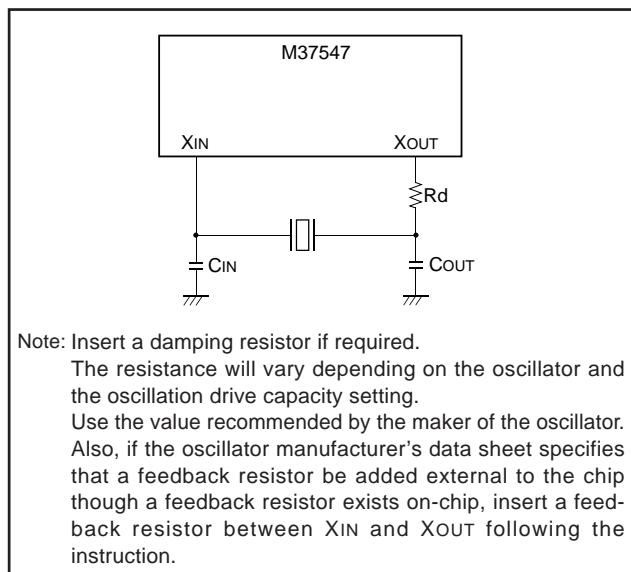 M37547
XIN XOUT
Rd
CIN COUT
Note: Insert a damping resistor if required.
The resistance will vary depending on the oscillator and
the oscillation drive capacity setting.
Use the value recommended by the maker of the oscillator.
Also, if the oscillator manufacturer's data sheet specifies
that a feedback resistor be added external to the chip
though a feedback resistor exists on-chip, insert a feed-
back resistor between XIN and XOUT following the
instruction.